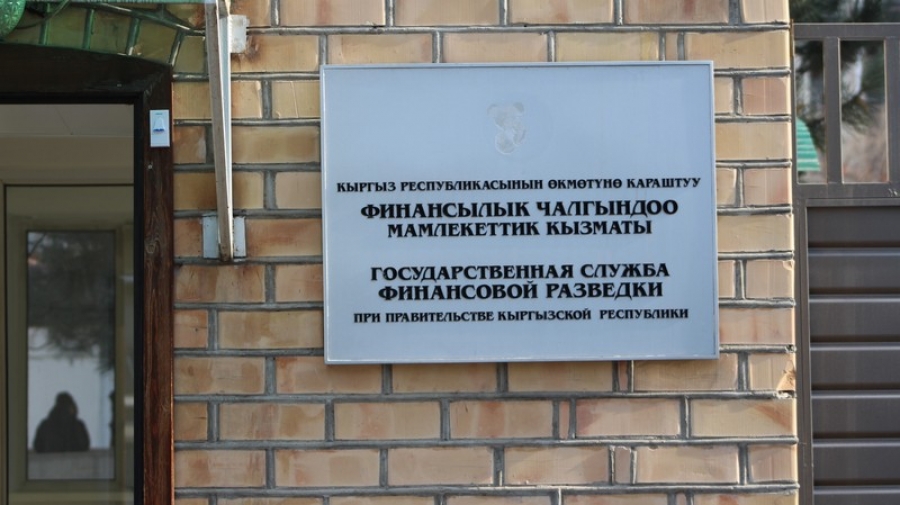 КЫРГЫЗ РЕСПУБЛИКАСЫНЫН ӨКМӨТҮНӨ КАРАШТУУ
ФИНАНСЫЛЫК ЧАЛГЫНДОО
МАМЛЕКЕТТИК КЫЗМАТЫ
ГОСУДАРСТВЕННАЯ СЛУЖБА
ФИНАНСОВОЙ РАЗВЕДКИ
ПРИ ПРАВИТЕЛЬСТВЕ КЫРГЫЗСКОЙ РЕСПУБЛИКИ